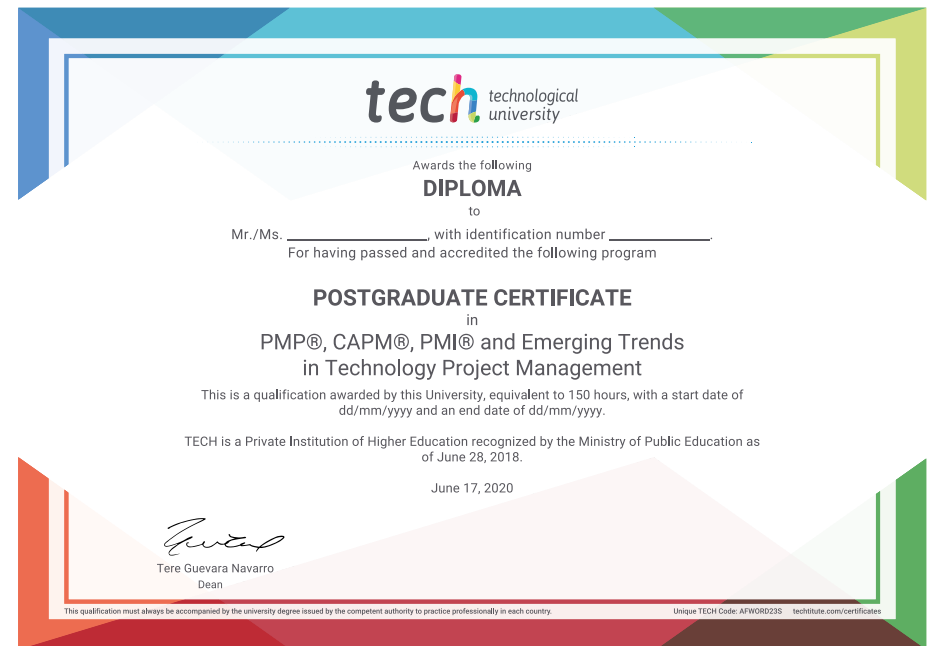 tech technological
university
Awards the following
DIPLOMA
to
Mr./Ms. ____________, with identification number ____________.
For having passed and accredited the following program
POSTGRADUATE CERTIFICATE
in
PMP®, CAPM®, PMI® and Emerging Trends
in Technology Project Management
This is a qualification awarded by this University, equivalent to 150 hours, with a start date of
dd/mm/yyyy and an end date of dd/mm/yyyy.
TECH is a Private Institution of Higher Education recognized by the Ministry of Public Education as
of June 28, 2018.
June 17, 2020
Tere Guevara Navarro
Dean
This qualification must always be accompanied by the university degree issued by the competent authority to practice professionally in each country.
Unique TECH Code: AFWORD23S techtitute.com/certificates